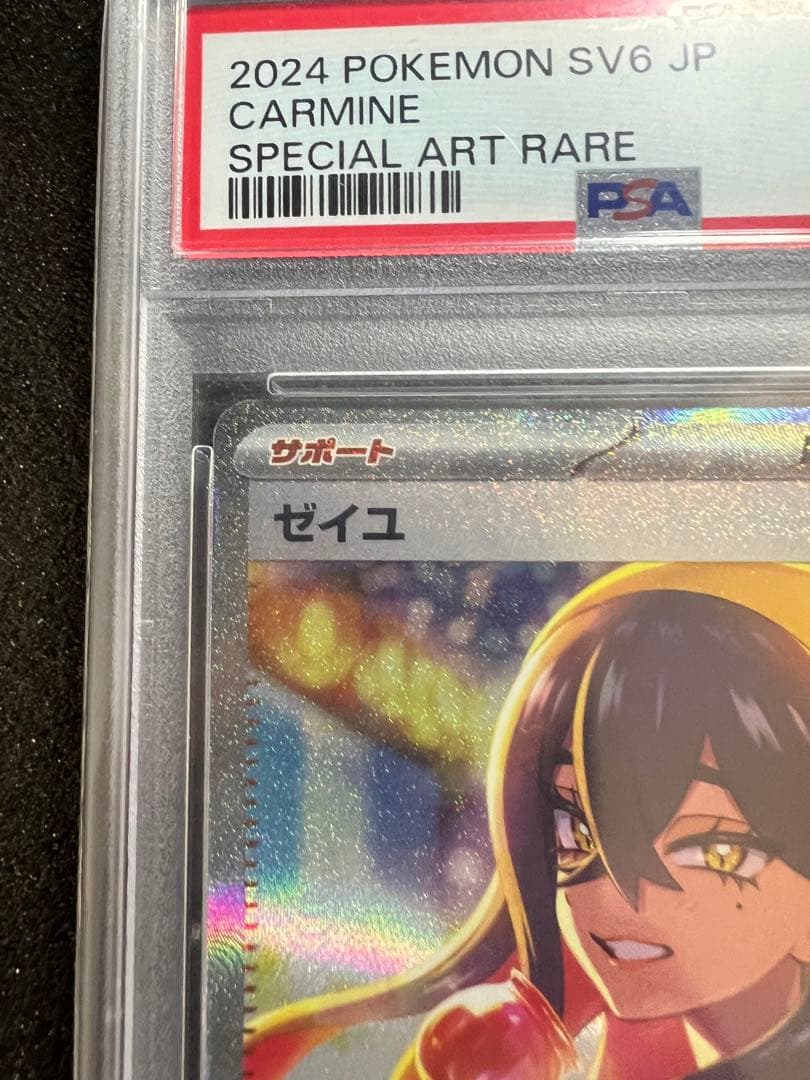 2024 POKEMON SV6 JP
CARMINE
SPECIAL ART RARE
PSA
サポート
ゼイユ